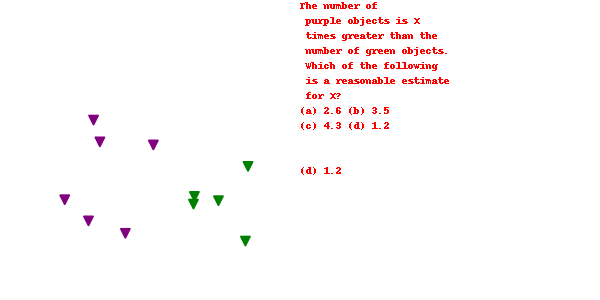 The number of
purple objects is X
times greater than the
number of green objects.
Which of the following
is a reasonable estimate
for X?
(a) 2.6 (b) 3.5
(c) 4.3 (d) 1.2
(d) 1.2